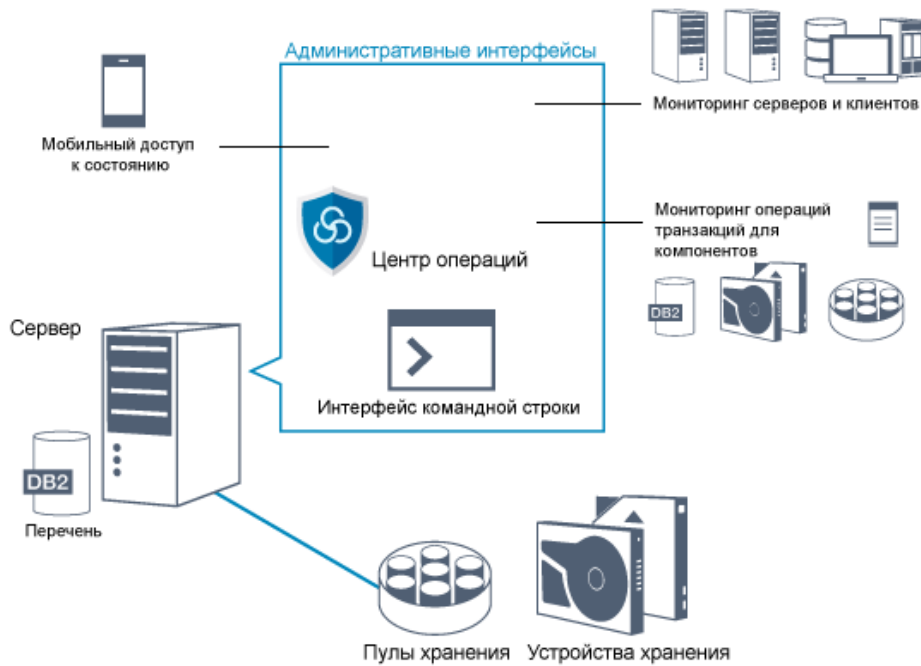 Административные интерфейсы
Мониторинг серверов и клиентов
Мобильный доступ
к состоянию
Мониторинг операций
транзакций для
компонентов
Центр операций
DB2
Сервер
Интерфейс командной строки
DB2
Перечень
Пулы хранения
Устройства хранения